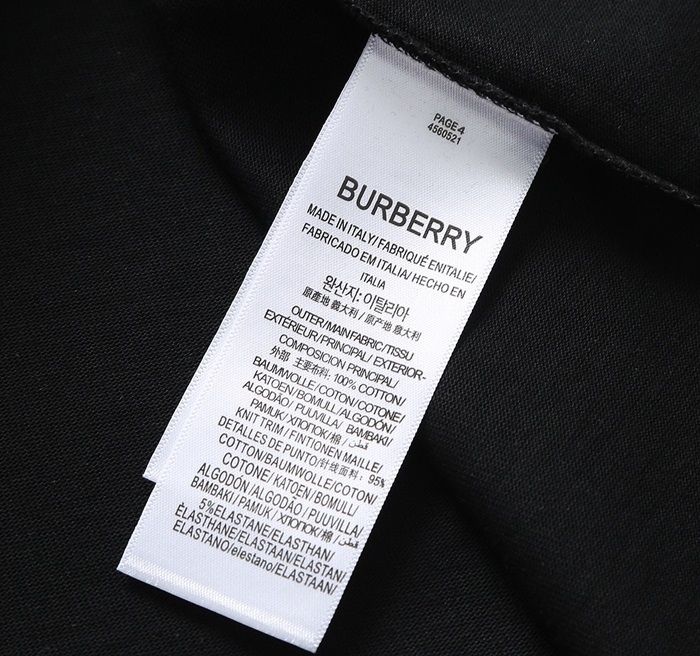 PAGE 4
4560521
BURBERRY
MADE IN ITALY/ FABRIQUÉ ENITALIE/
FABRICADO EM ITALIA/ HECHO EN
ITALIA
완산지: 이탈리아
原產地 義大利 / 原产地 意大利
OUTER/MAINFABRIC/TISSU
EXTÉRIEUR/PRINCIPAL/ EXTERIOR-
COMPOSICION PRINCIPAL/
外部 主要布料: 100% COTTON/
BAUMWOLLE/COTON/COTONE/
KATOEN/BOMULL/ALGODÓN/
ALGODÃO/ PUUVILLA/ BAMBAKI/
PAMUK/ХЛОПОК/棉 / قطن
KNIT TRIM / FINTIONEN MAILLE/
DETALLES DE PUNTO/针线面料: 95%
COTTON/BAUMWOLLE/COTON/
COTONE/ KATOEN/ BOMULL/
ALGODÓN/ALGODÃO/ PUUVILLA/
BAMBAKI/ PAMUK/ ХЛОПОК/棉 / قطن
5%ELASTANE/ELASTHAN/
ÉLASTHANE/ELASTAAN/ELASTAN/
ELASTANO/elestano/ELASTAAN/